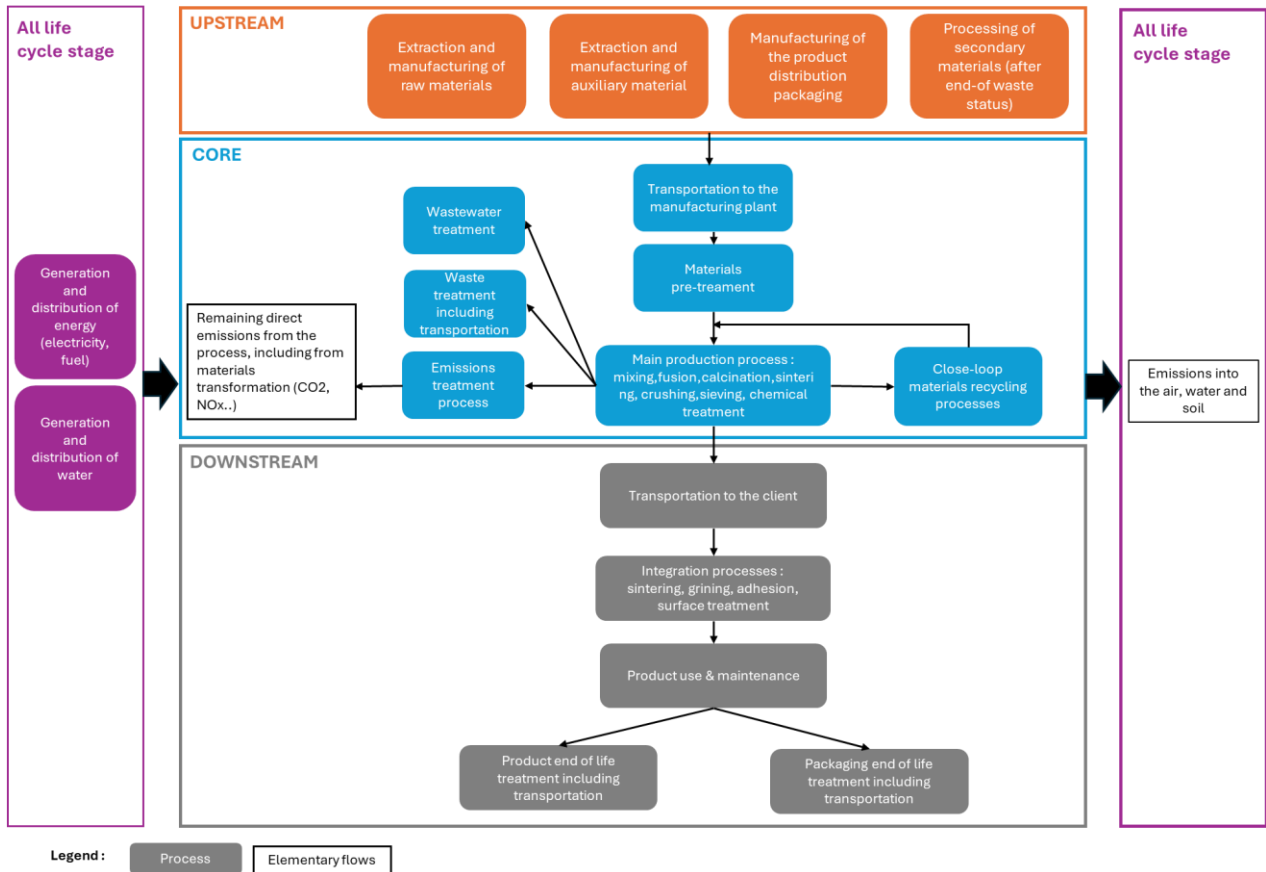 All life
cycle stage
UPSTREAM
Extraction and
manufacturing of
raw materials
Extraction and
manufacturing of
auxiliary material
Manufacturing of
the product
distribution
packaging
Processing of
secondary
materials (after
end-of waste
status)
All life
cycle stage
CORE
Transportation to the
manufacturing plant
Wastewater
treatment
Materials
pre-treament
Generation
and
distribution of
energy
(electricity,
fuel)
Waste
treatment
including
transportation
Remaining direct
emissions from the
process, including from
materials
transformation (CO2,
NOx..)
Emissions
treatment
process
Main production process :
mixing,fusion,calcination,sinteri
ng, crushing,sieving, chemical
treatment
Close-loop
materials recycling
processes
Emissions into
the air, water and
soil
Generation
and
distribution of
water
DOWNSTREAM
Transportation to the client
Integration processes :
sintering, grining, adhesion,
surface treatment
Product use & maintenance
Product end of life
treatment including
transportation
Packaging end of life
treatment including
transportation
Legend :
Process
Elementary flows